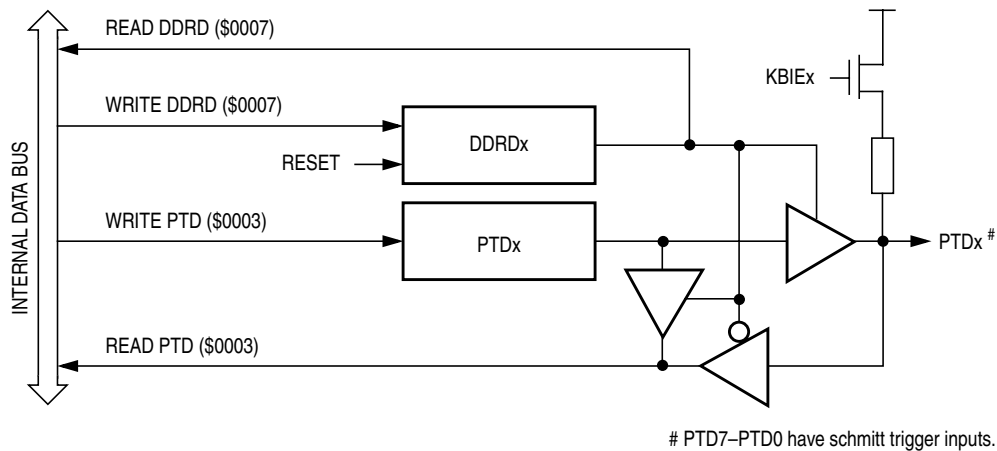 READ DDRD ($0007)
KBIEx
WRITE DDRD ($0007)
DDRDx
RESET
INTERNAL DATA BUS
WRITE PTD ($0003)
PTDx
PTDx #
READ PTD ($0003)
# PTD7–PTD0 have schmitt trigger inputs.